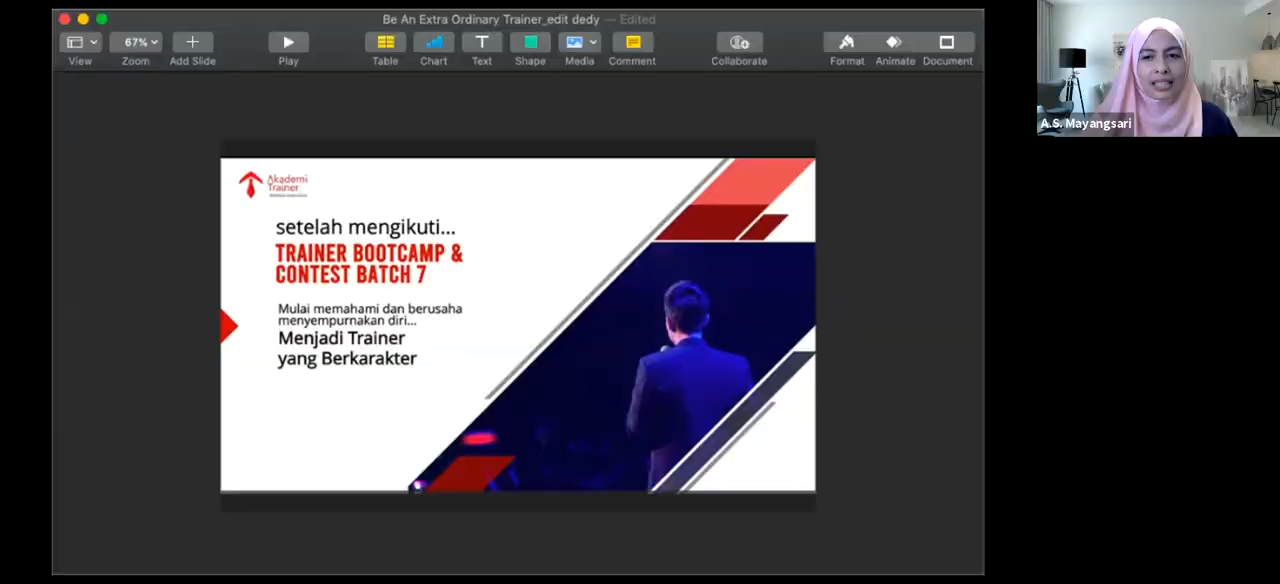 Be An Extra Ordinary Trainer_edit dedy — Edited
67%
View
Zoom
Add Slide
Play
Table
Chart
Text
Shape
Media
Comment
Collaborate
Format
Animate
Document
A.S. Mayangsari
Akademi
Trainer
setelah mengikuti...
TRAINER BOOTCAMP &
CONTEST BATCH 7
Mulai memahami dan berusaha
menyempurnakan diri...
Menjadi Trainer
yang Berkarakter